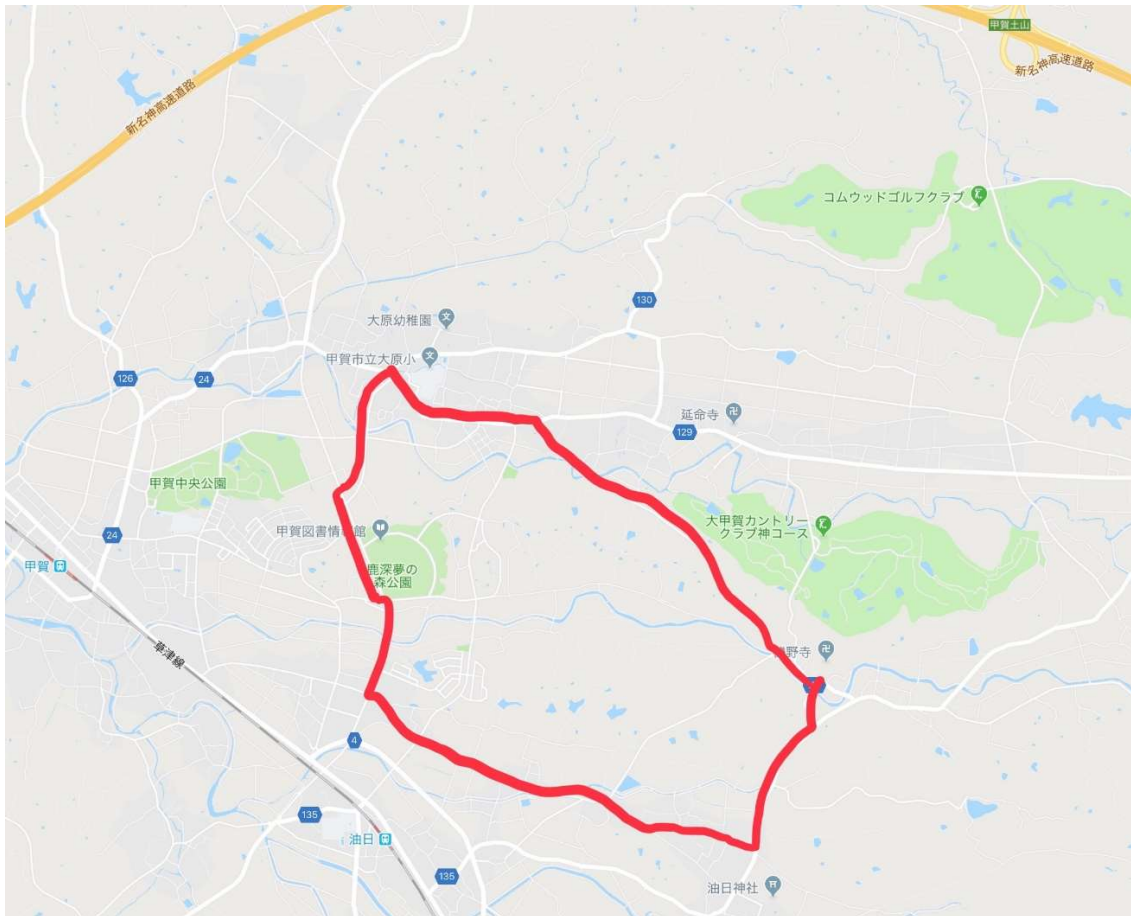 甲賀土山
新名神高速道路
新名神高速道路
コムウッドゴルフクラブ
130
大原幼稚園
甲賀市立大原小
126
24
延命寺
129
甲賀中央公園
大甲賀カントリー
クラブ神コース
24
甲賀図書情
館
甲賀
鹿深夢の
森公園
草津線
野寺
4
135
油日
135
油日神社